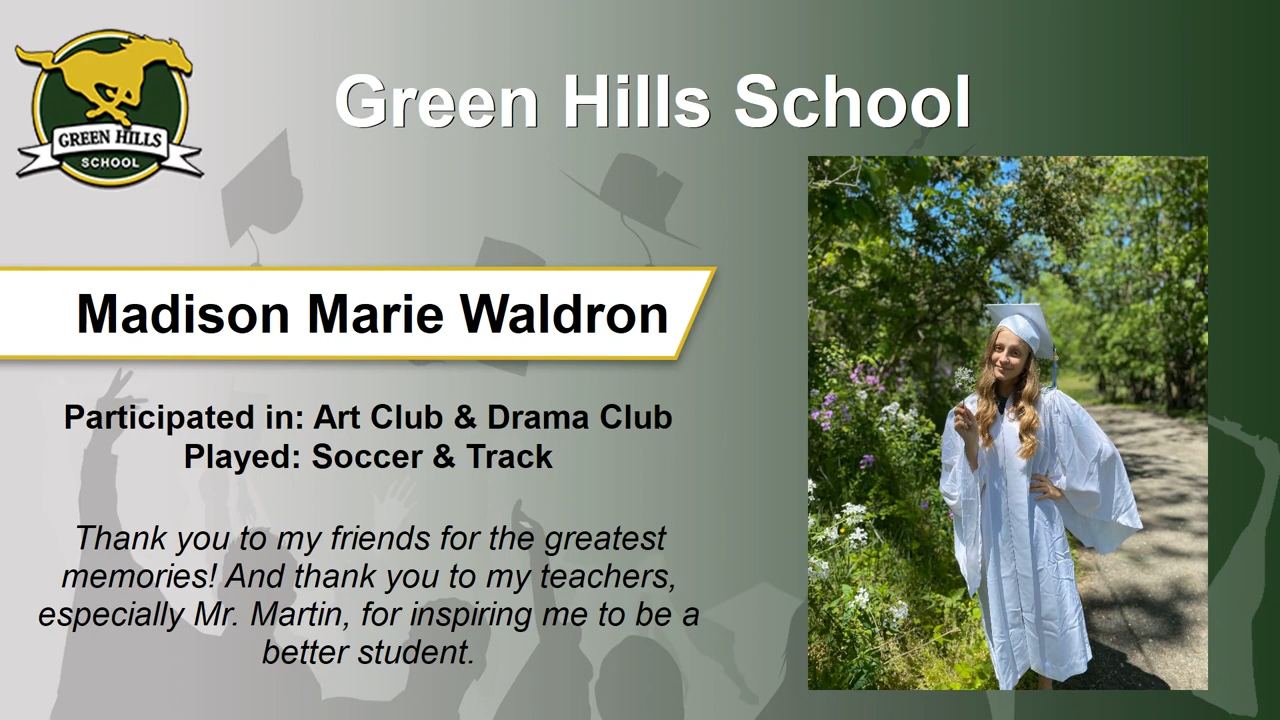 GREEN HILLS
SCHOOL
Green Hills School
Madison Marie Waldron
Participated in: Art Club & Drama Club
Played: Soccer & Track
Thank you to my friends for the greatest
memories! And thank you to my teachers,
especially Mr. Martin, for inspiring me to be a
better student.